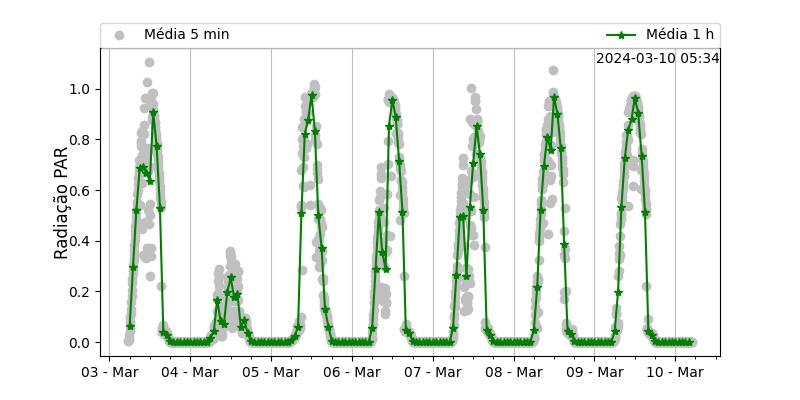 Média 5 min
Média 1 h
2024-03-10 05:34
Radiação PAR
1.0
0.8
0.6
0.4
0.2
0.0
03 - Mar
04 - Mar
05 - Mar
06 - Mar
07 - Mar
08 - Mar
09 - Mar
10 - Mar